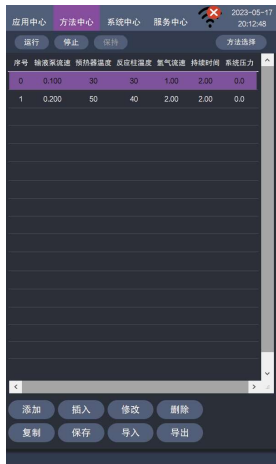 应用中心 方法中心 系统中心 服务中心 2023-05-17
20:12:48
运行 停止 保持 方法选择
序号 输液泵流速 预热器温度 反应柱温度 氢气流速 持续时间 系统压力
0 0.100 30 30 1.00 2.00 0.0
1 0.200 50 40 2.00 2.00 0.0
添加 插入 修改 删除
复制 保存 导入 导出